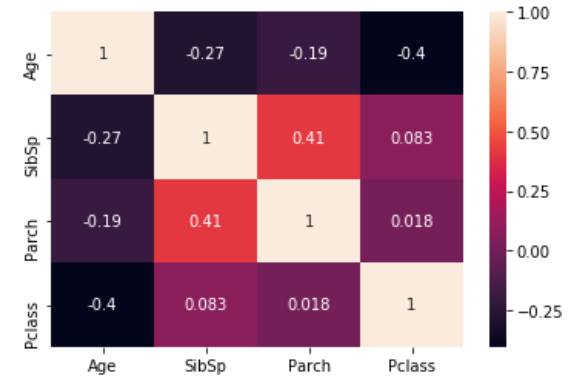 Age 1 -0.27 -0.19 -0.4
SibSp -0.27 1 0.41 0.083
Parch -0.19 0.41 1 0.018
Pclass -0.4 0.083 0.018 1
Age SibSp Parch Pclass
1.00
0.75
0.50
0.25
0.00
−0.25